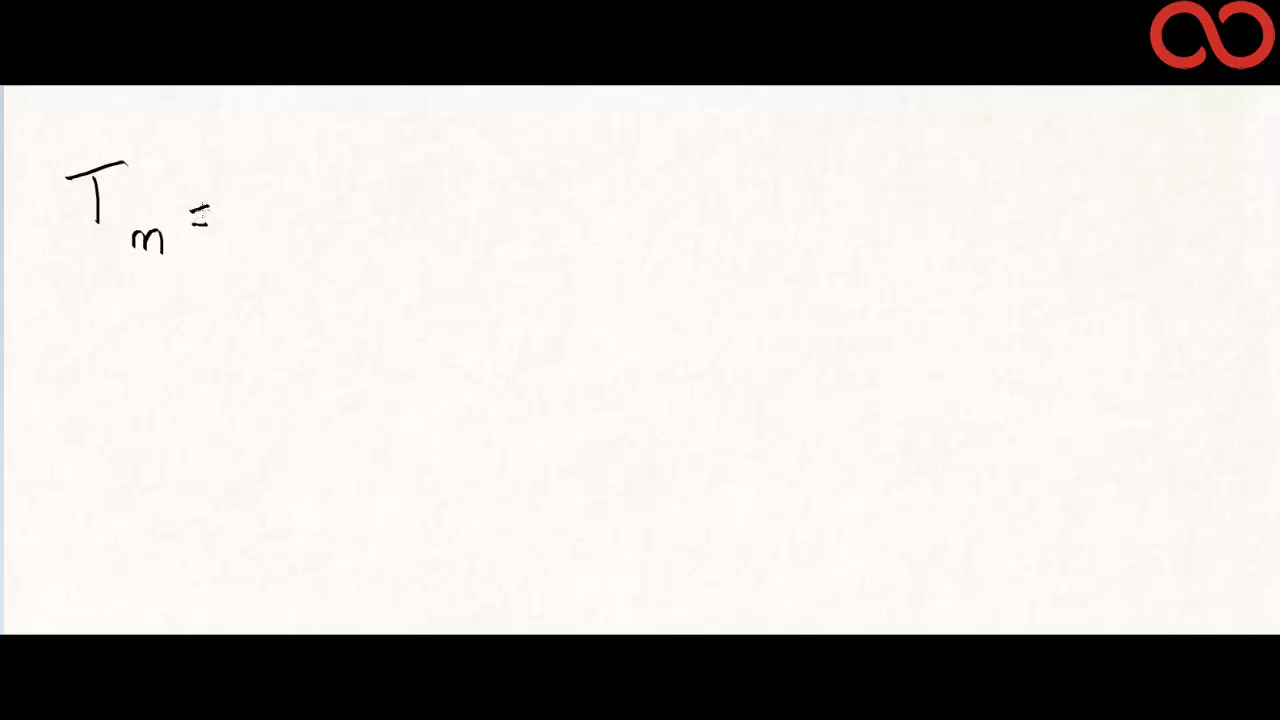 Tm =